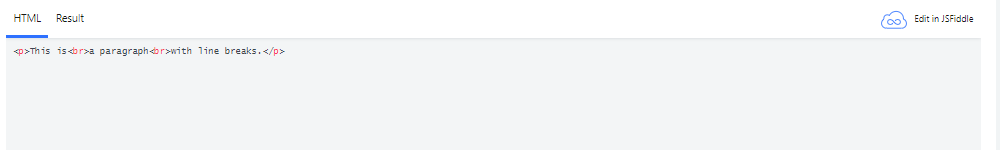 HTML Result Edit in JSFiddle
<p>This is<br>a paragraph<br>with line breaks.</p>